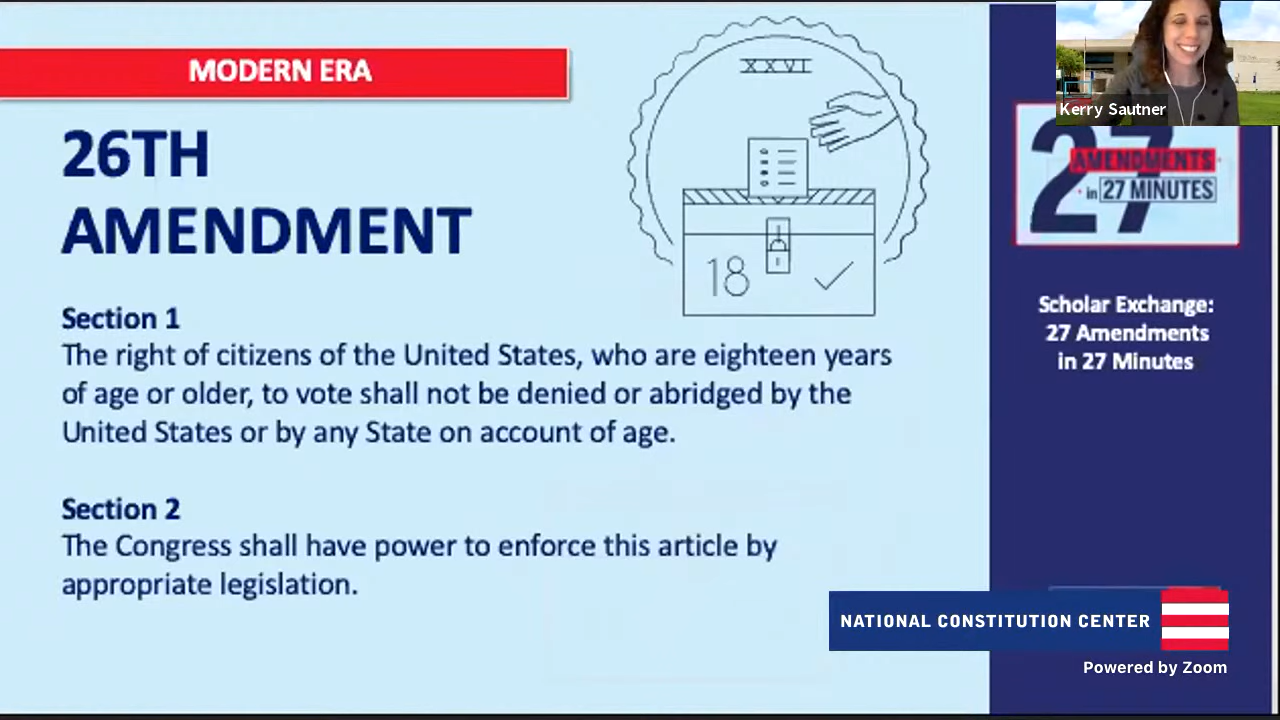 MODERN ERA
26TH
AMENDMENT
Section 1
The right of citizens of the United States, who are eighteen years
of age or older, to vote shall not be denied or abridged by the
United States or by any State on account of age.
Section 2
The Congress shall have power to enforce this article by
appropriate legislation.
XXVI
18
Kerry Sautner
27
AMENDMENTS
in 27 MINUTES
Scholar Exchange:
27 Amendments
in 27 Minutes
NATIONAL CONSTITUTION CENTER
Powered by Zoom